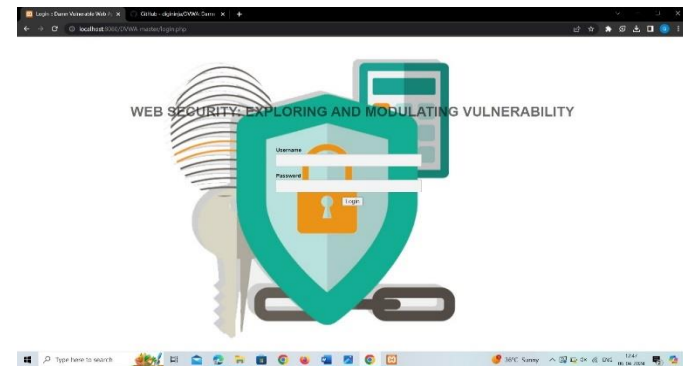 Login :: Damn Vulnerable Web
GitHub - digininja/DVWA: Damn
localhost:8080/DVWA-master/login.php
WEB SECURITY: EXPLORING AND MODULATING VULNERABILITY
Username
Password
Login
Type here to search
36°C Sunny
ENG